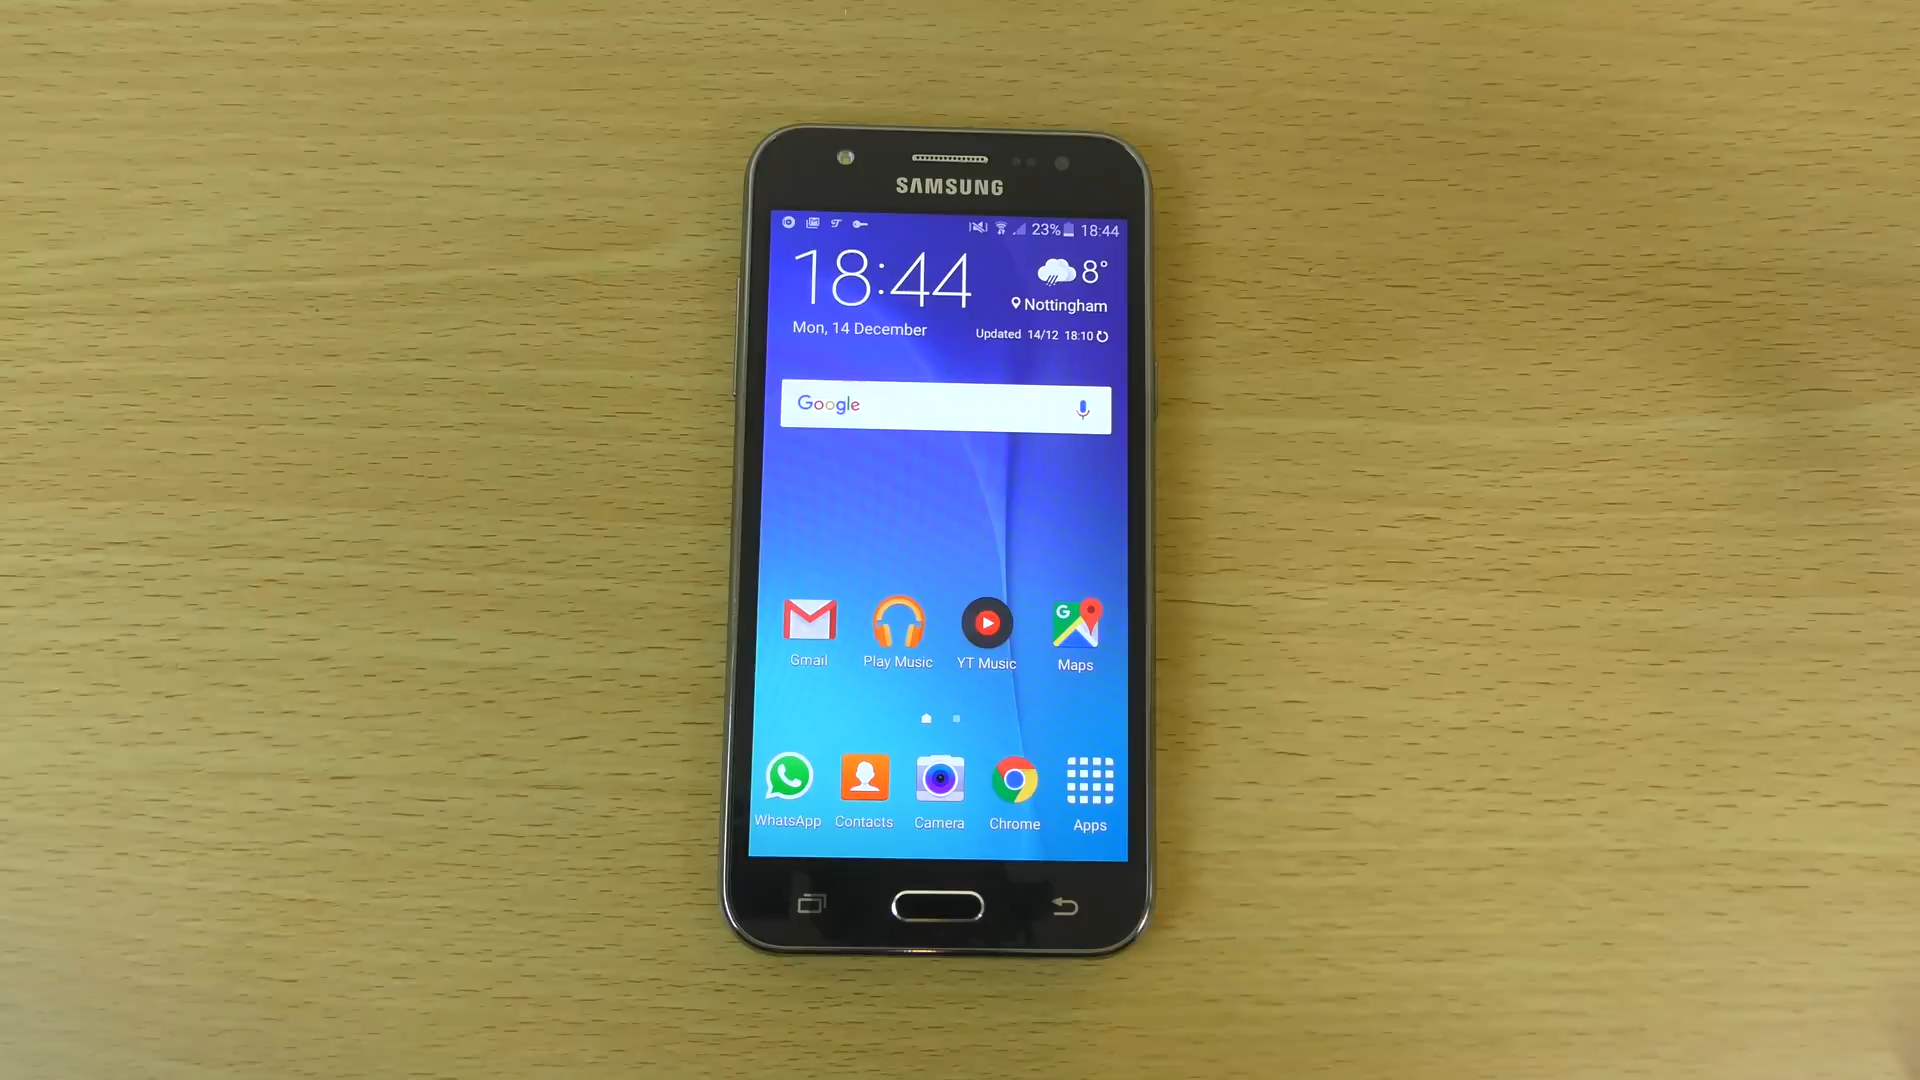 SAMSUNG
23% 18:44
18:44
8°
Nottingham
Mon, 14 December
Updated 14/12 18:10
Google
G
Gmail
Play Music
YT Music
Maps
WhatsApp
Contacts
Camera
Chrome
Apps